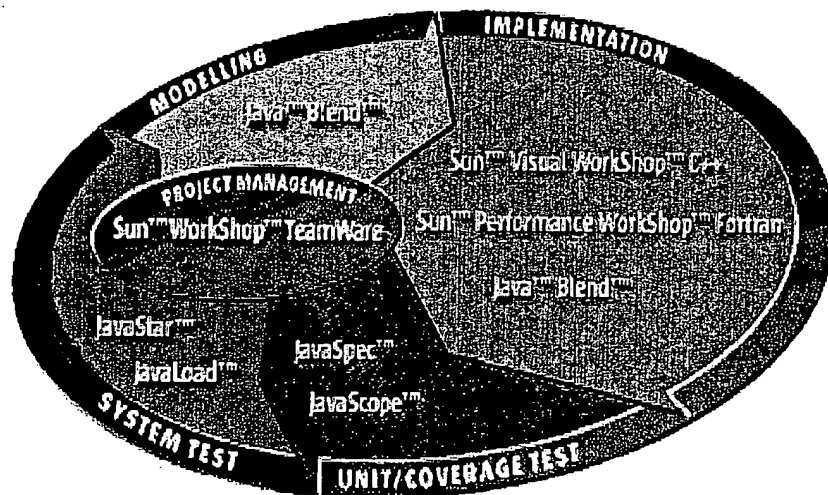 MODELLING
IMPLEMENTATION
Java™ Blend™
Sun™ Visual WorkShop™ C++
PROJECT MANAGEMENT
Sun™ WorkShop™ TeamWare
Sun™ Performance WorkShop™ Fortran
Java™ Blend™
JavaStar™
JavaLoad™
JavaSpec™
JavaScope™
SYSTEM TEST
UNIT/COVERAGE TEST